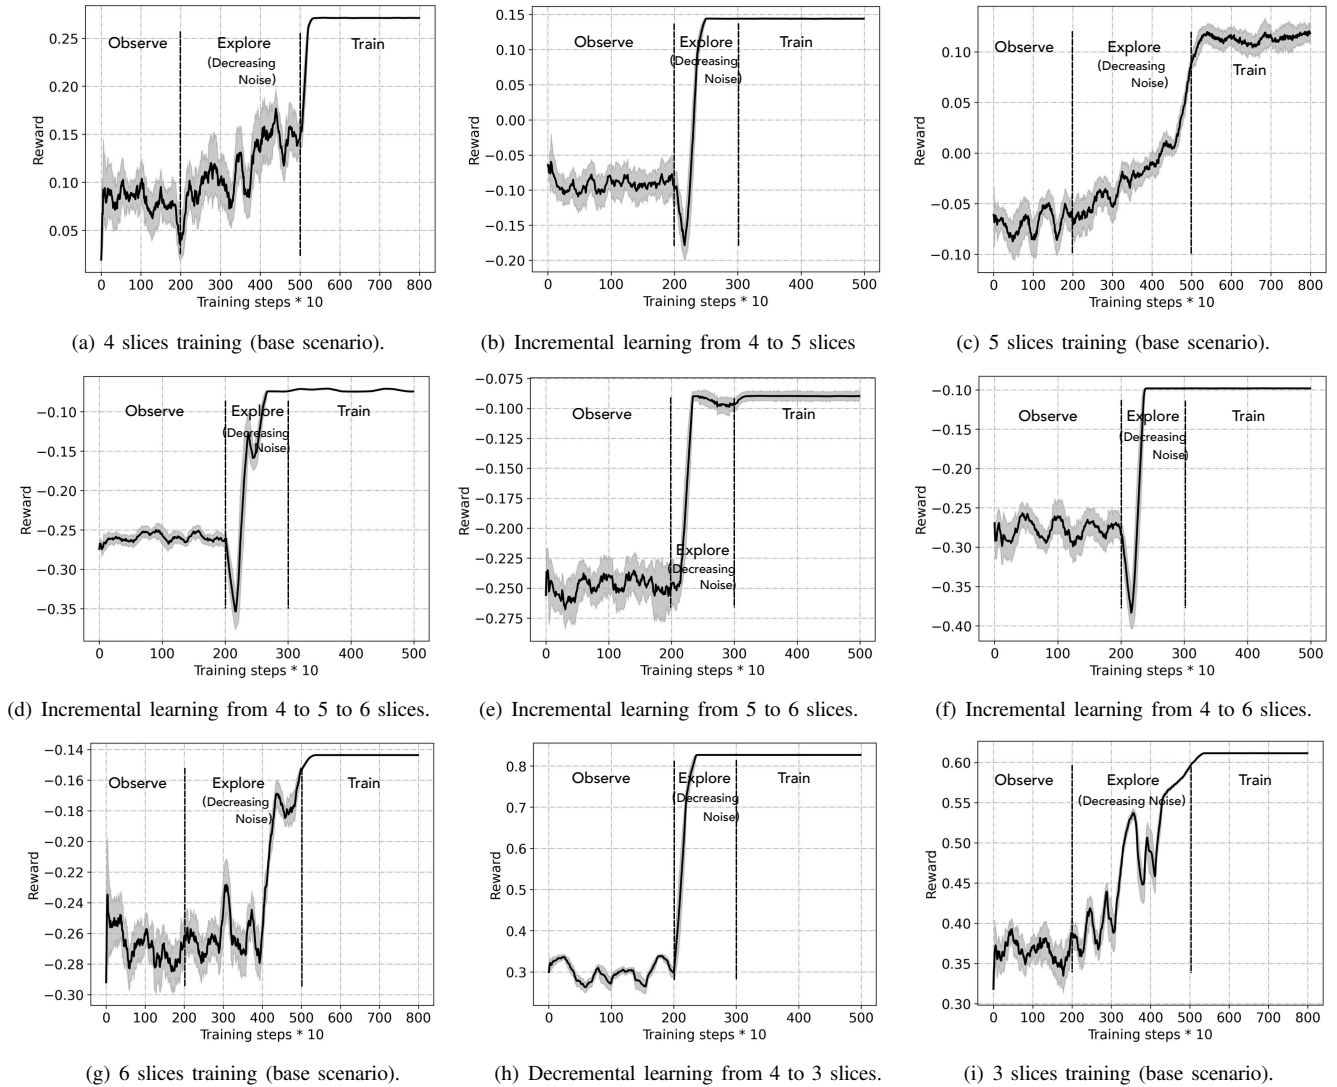 0.25
0.20
0.15
0.10
0.05
Reward
Observe
Explore
(Decreasing
Noise)
Train
0 100 200 300 400 500 600 700 800
Training steps * 10
(a) 4 slices training (base scenario).
0.15
0.10
0.05
0.00
−0.05
−0.10
−0.15
−0.20
Reward
Observe
Explore
(Decreasing
Noise)
Train
0 100 200 300 400 500
Training steps * 10
(b) Incremental learning from 4 to 5 slices
0.10
0.05
0.00
−0.05
−0.10
Reward
Observe
Explore
(Decreasing
Noise)
Train
0 100 200 300 400 500 600 700 800
Training steps * 10
(c) 5 slices training (base scenario).
−0.10
−0.15
−0.20
−0.25
−0.30
−0.35
Reward
Observe
Explore
(Decreasing
Noise)
Train
0 100 200 300 400 500
Training steps * 10
(d) Incremental learning from 4 to 5 to 6 slices.
−0.075
−0.100
−0.125
−0.150
−0.175
−0.200
−0.225
−0.250
−0.275
Reward
Observe
Train
Explore
(Decreasing
Noise)
0 100 200 300 400 500
Training steps * 10
(e) Incremental learning from 5 to 6 slices.
−0.10
−0.15
−0.20
−0.25
−0.30
−0.35
−0.40
Reward
Observe
Explore
(Decreasing
Noise)
Train
0 100 200 300 400 500
Training steps * 10
(f) Incremental learning from 4 to 6 slices.
−0.14
−0.16
−0.18
−0.20
−0.22
−0.24
−0.26
−0.28
−0.30
Reward
Observe
Explore
(Decreasing
Noise)
Train
0 100 200 300 400 500 600 700 800
Training steps * 10
(g) 6 slices training (base scenario).
0.8
0.7
0.6
0.5
0.4
0.3
Reward
Observe
Explore
(Decreasing
Noise)
Train
0 100 200 300 400 500
Training steps * 10
(h) Decremental learning from 4 to 3 slices.
0.60
0.55
0.50
0.45
0.40
0.35
0.30
Reward
Observe
Explore
(Decreasing Noise)
Train
0 100 200 300 400 500 600 700 800
Training steps * 10
(i) 3 slices training (base scenario).